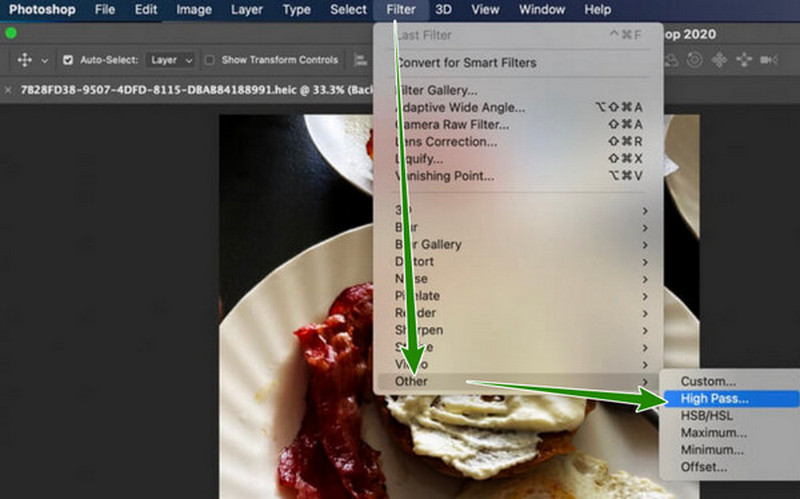 Photoshop File Edit Image Layer Type Select Filter 3D View Window Help
Last Filter ^⌘F
op 2020
Auto-Select: Layer Show Transform Controls
Convert for Smart Filters
7B28FD38-9507-4DFD-8115-DBAB84188991.heic @ 33.3% (Bac
Filter Gallery...
Adaptive Wide Angle... ⌥⇧⌘A
Camera Raw Filter... ⇧⌘A
Lens Correction... ⇧⌘R
Liquify... ⇧⌘X
Vanishing Point... ⌥⌘V
3D
Blur
Blur Gallery
Distort
Noise
Pixelate
Render
Sharpen
Video
Other
Custom...
High Pass...
HSB/HSL
Maximum...
Minimum...
Offset...